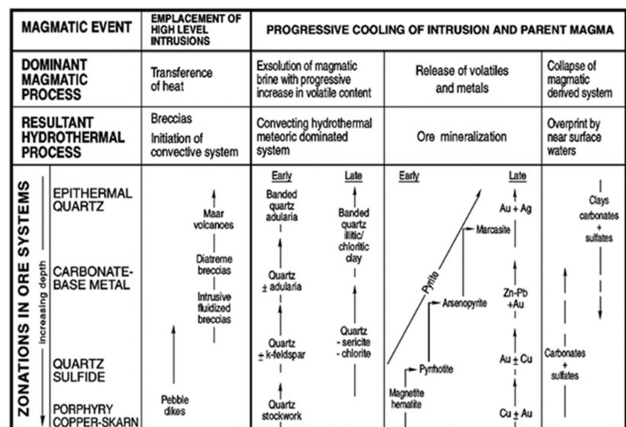 MAGMATIC EVENT
EMPLACEMENT OF
HIGH LEVEL
INTRUSIONS
PROGRESSIVE COOLING OF INTRUSION AND PARENT MAGMA
DOMINANT
MAGMATIC
PROCESS
Transference
of heat
Exsolution of magmatic
brine with progressive
increase in volatile content
Release of volatiles
and metals
Collapse of
magmatic
derived system
RESULTANT
HYDROTHERMAL
PROCESS
Breccias
Initiation of
convective system
Convecting hydrothermal
meteoric dominated
system
Ore mineralization
Overprint by
near surface
waters
ZONATIONS IN ORE SYSTEMS
increasing depth
EPITHERMAL
QUARTZ
CARBONATE-
BASE METAL
QUARTZ
SULFIDE
PORPHYRY
COPPER-SKARN
Maar
volcanoes
Diatreme
breccias
Intrusive
fluidized
breccias
Pebble
dikes
Early
Banded
quartz
adularia
Quartz
± adularia
Quartz
± k-feldspar
Quartz
stockwork
Late
Banded
quartz
illitic/
chloritic
clay
Quartz
- sericite
- chlorite
Early
Pyrite
Marcasite
Arsenopyrite
Pyrrhotite
Magnetite
hematite
Late
Au + Ag
Zn-Pb
+Au
Au ± Cu
Cu ± Au
Clays
carbonates
+
sulfates
Carbonates
+
sulfates